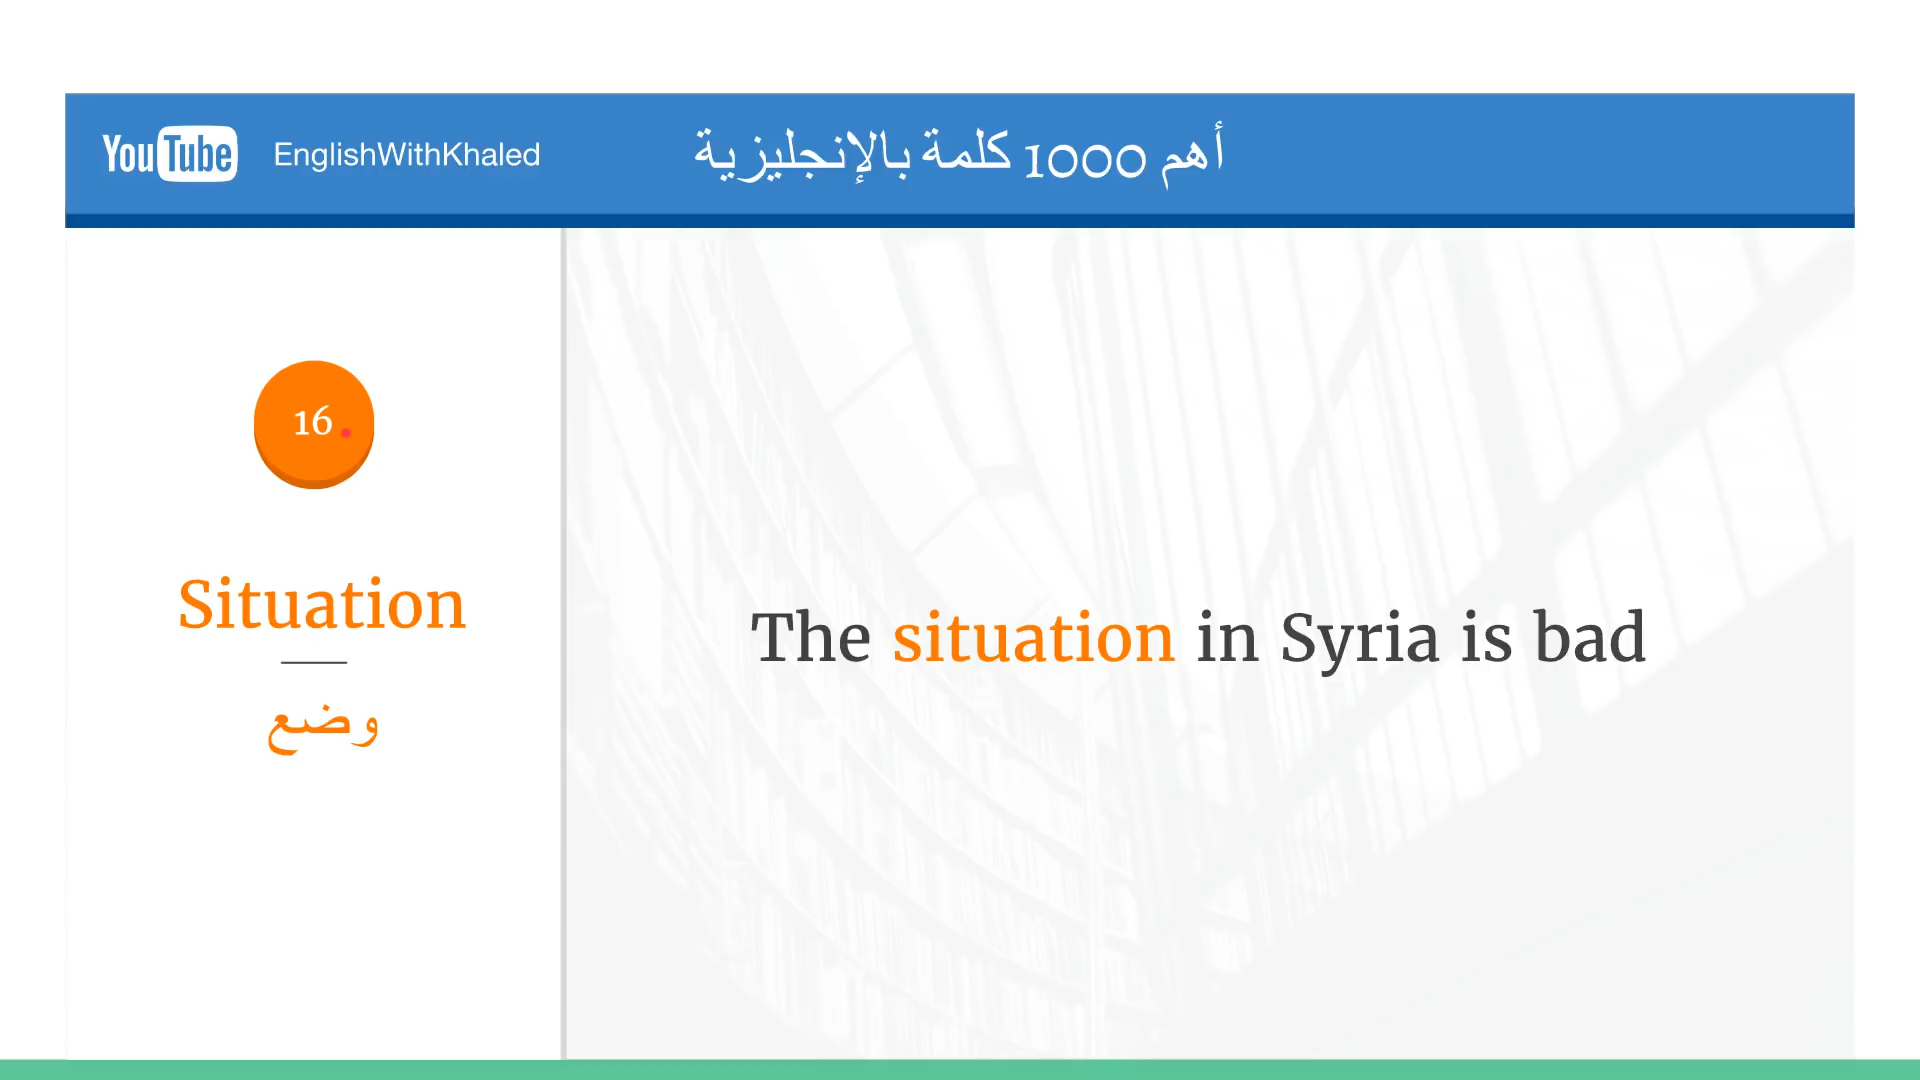 YouTube EnglishWithKhaled
أهم 1000 كلمة بالإنجليزية
16
Situation
وضع
The situation in Syria is bad